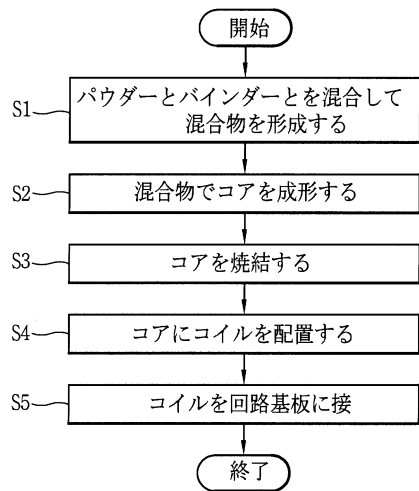 開始
S1
パウダーとバインダーとを混合して
混合物を形成する
S2
混合物でコアを成形する
S3
コアを焼結する
S4
コアにコイルを配置する
S5
コイルを回路基板に接
終了